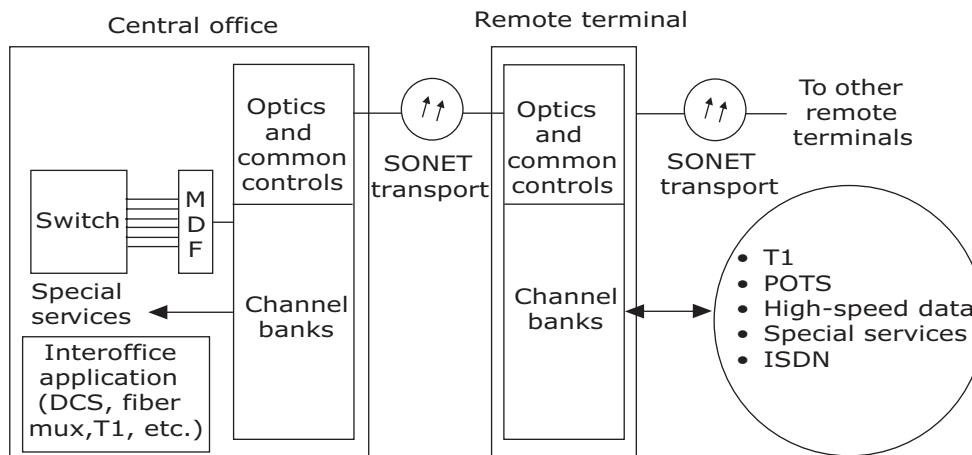 Central office
Remote terminal
Optics
and
common
controls
SONET
transport
Optics
and
common
controls
SONET
transport
To other
remote
terminals
Switch
M
D
F
Special
services
Channel
banks
Interoffice
application
(DCS, fiber
mux,T1, etc.)
Channel
banks
• T1
• POTS
• High-speed data
• Special services
• ISDN